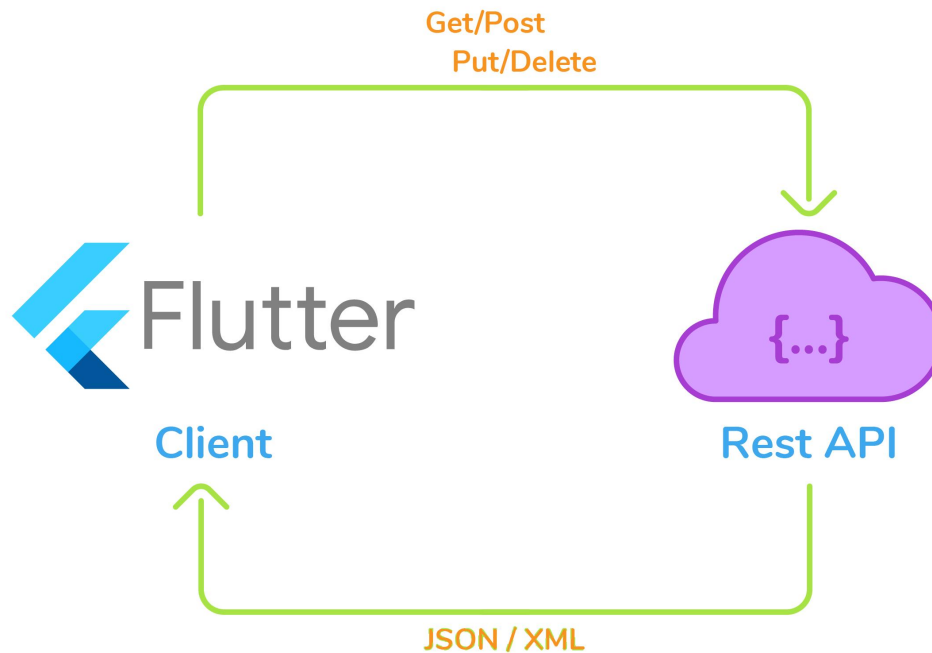 Get/Post
Put/Delete
Flutter
{...}
Client
Rest API
JSON / XML